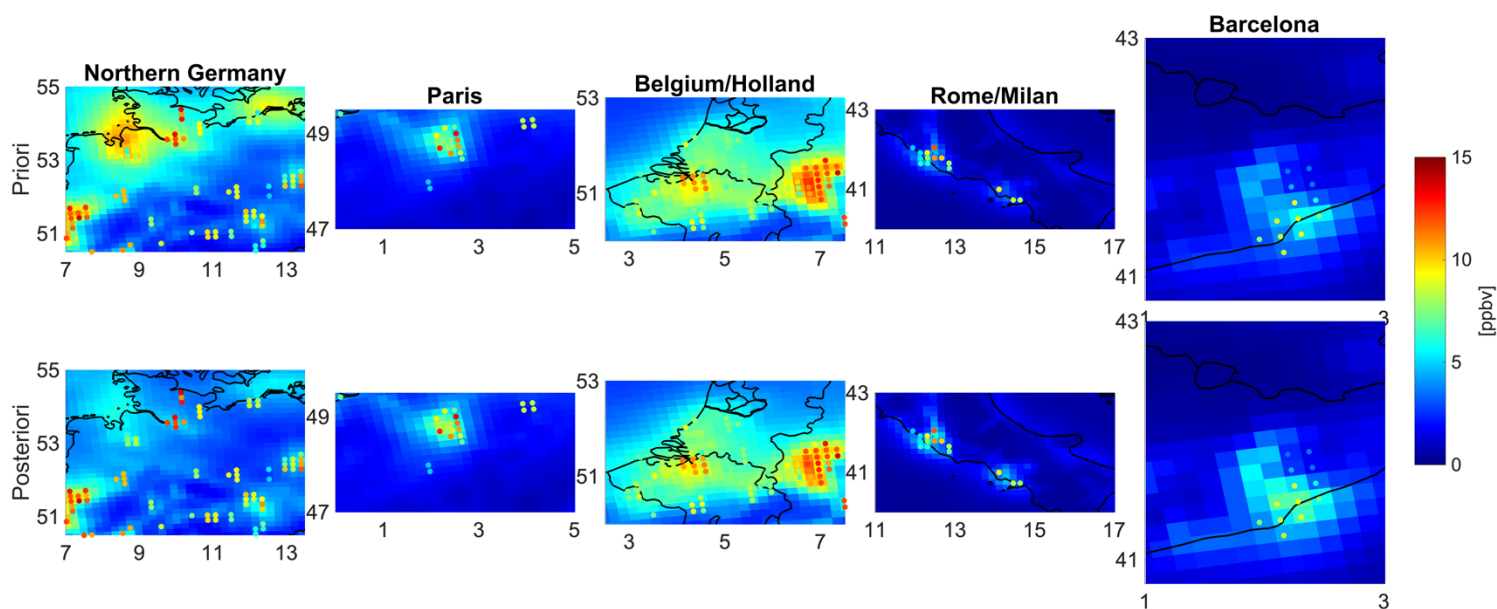 Northern Germany
Paris
Belgium/Holland
Rome/Milan
Barcelona
Priori
55
53
51
7 9 11 13
49
47
1 3 5
53
51
3 5 7
43
41
11 13 15 17
43
41
1 3
15
10
5
0
[ppbv]
Posteriori
55
53
51
7 9 11 13
49
47
1 3 5
53
51
3 5 7
43
41
11 13 15 17
43
41
1 3